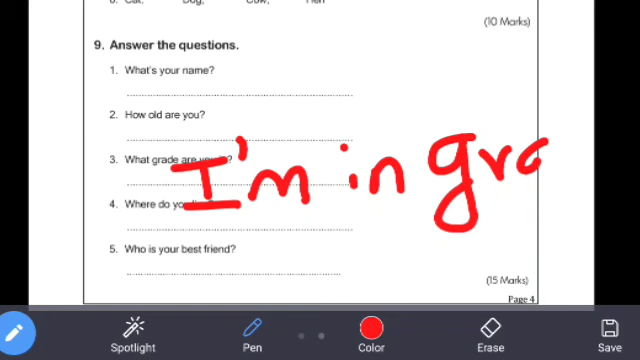 (10 Marks)
9. Answer the questions.
1. What's your name?
2. How old are you?
3. What grade are
I'm in gra
4. Where do
5. Who is your best friend?
(15 Marks)
Page 4
Spotlight Pen Color Erase Save